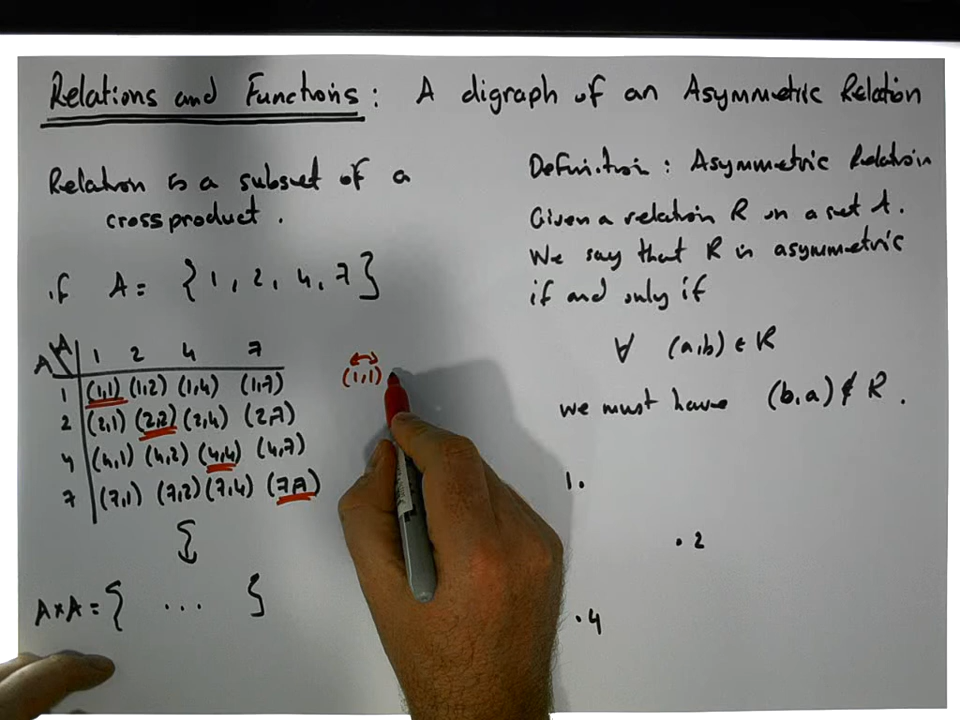 Relations and Functions : A digraph of an Asymmetric Relation
Relation is a subset of a
cross product .
if A = { 1 , 2 , 4 , 7 }
A A 1 2 4 7
1 (1,1) (1,2) (1,4) (1,7)
2 (2,1) (2,2) (2,4) (2,7)
4 (4,1) (4,2) (4,4) (4,7)
7 (7,1) (7,2) (7,4) (7,7)
A×A = { ... }
(1,1)
Definition : Asymmetric Relation
Given a relation R on a set A.
We say that R is asymmetric
if and only if
∀ (a,b) ∈ R
we must have (b,a) ∉ R .
1 .
. 2
. 4